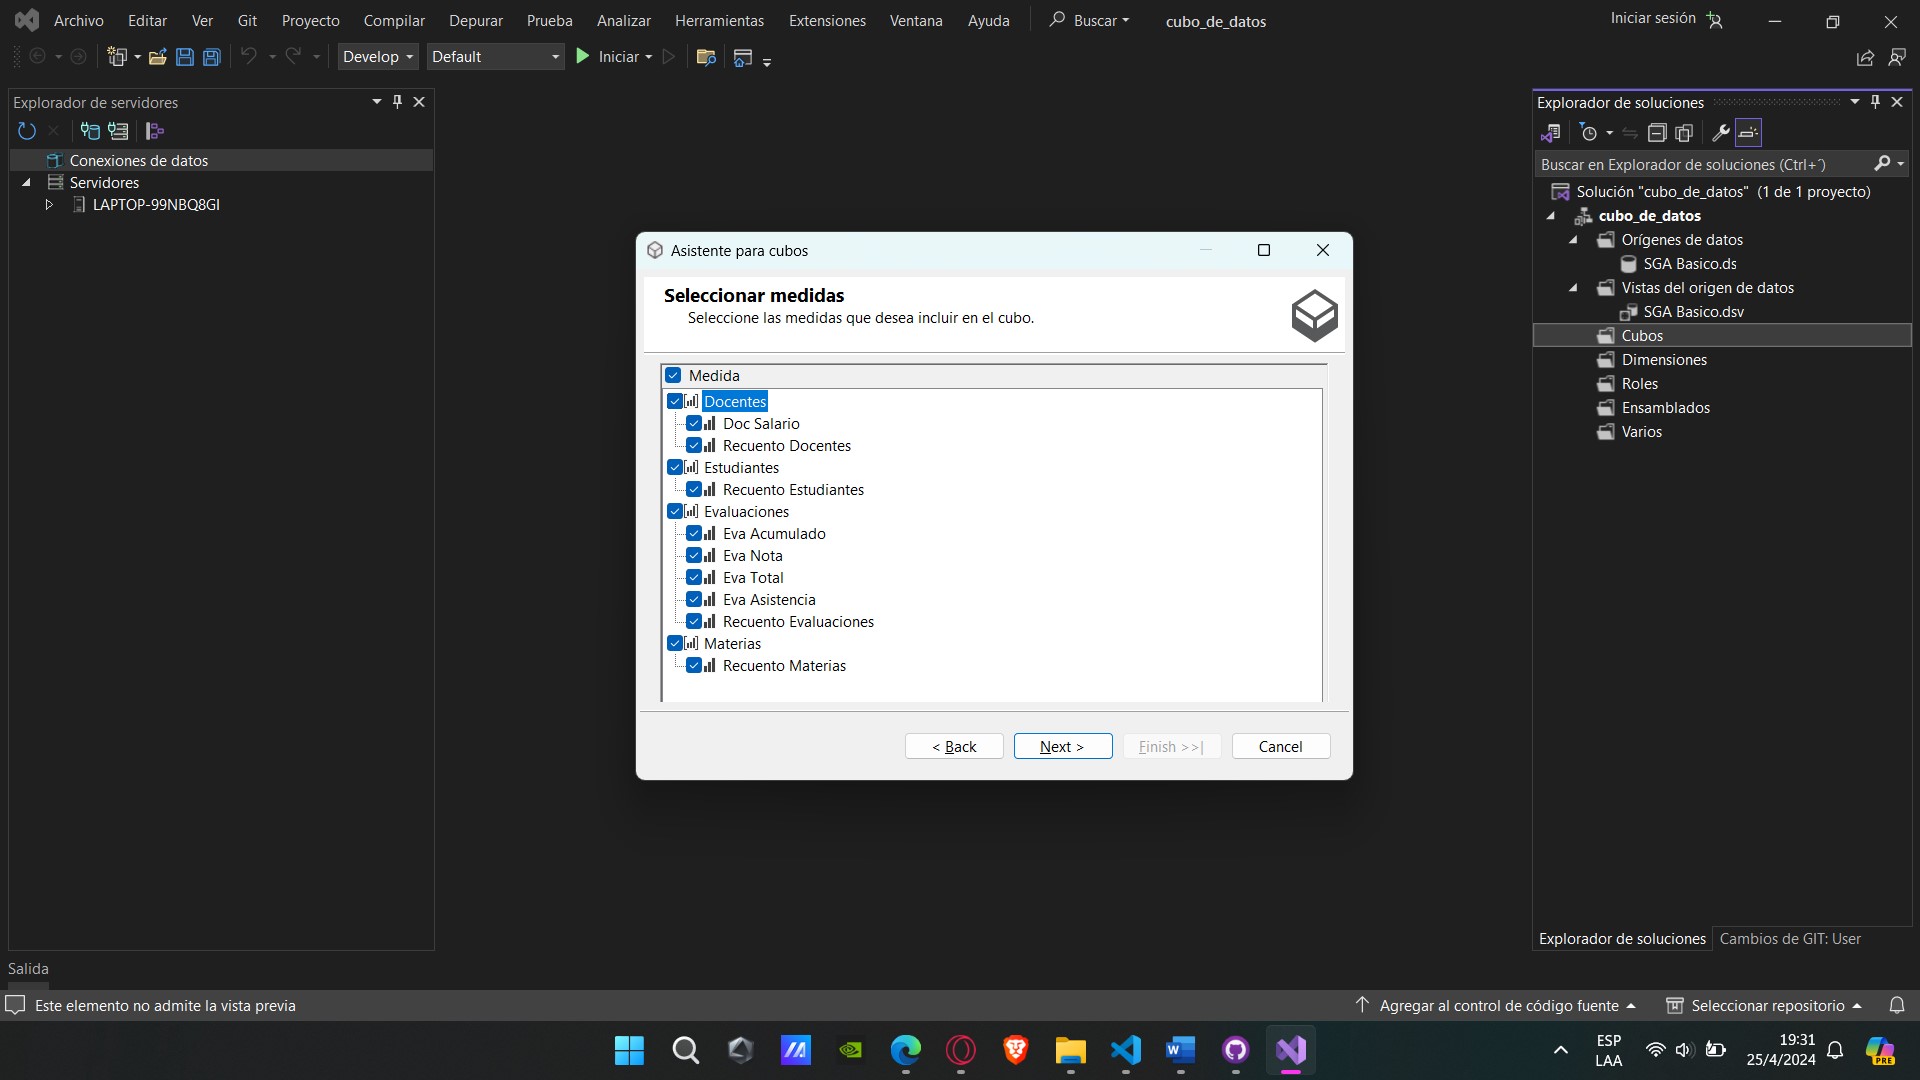 Archivo Editar Ver Git Proyecto Compilar Depurar Prueba Analizar Herramientas Extensiones Ventana Ayuda Buscar cubo_de_datos Iniciar sesión
Develop Default Iniciar
Explorador de servidores
Conexiones de datos
Servidores
LAPTOP-99NBQ8GI
Asistente para cubos
Seleccionar medidas
Seleccione las medidas que desea incluir en el cubo.
Medida
Docentes
Doc Salario
Recuento Docentes
Estudiantes
Recuento Estudiantes
Evaluaciones
Eva Acumulado
Eva Nota
Eva Total
Eva Asistencia
Recuento Evaluaciones
Materias
Recuento Materias
< Back Next > Finish >>| Cancel
Explorador de soluciones
Buscar en Explorador de soluciones (Ctrl+´)
Solución "cubo_de_datos" (1 de 1 proyecto)
cubo_de_datos
Orígenes de datos
SGA Basico.ds
Vistas del origen de datos
SGA Basico.dsv
Cubos
Dimensiones
Roles
Ensamblados
Varios
Explorador de soluciones Cambios de GIT: User
Salida
Este elemento no admite la vista previa Agregar al control de código fuente Seleccionar repositorio
ESP
LAA
19:31
25/4/2024
PRE